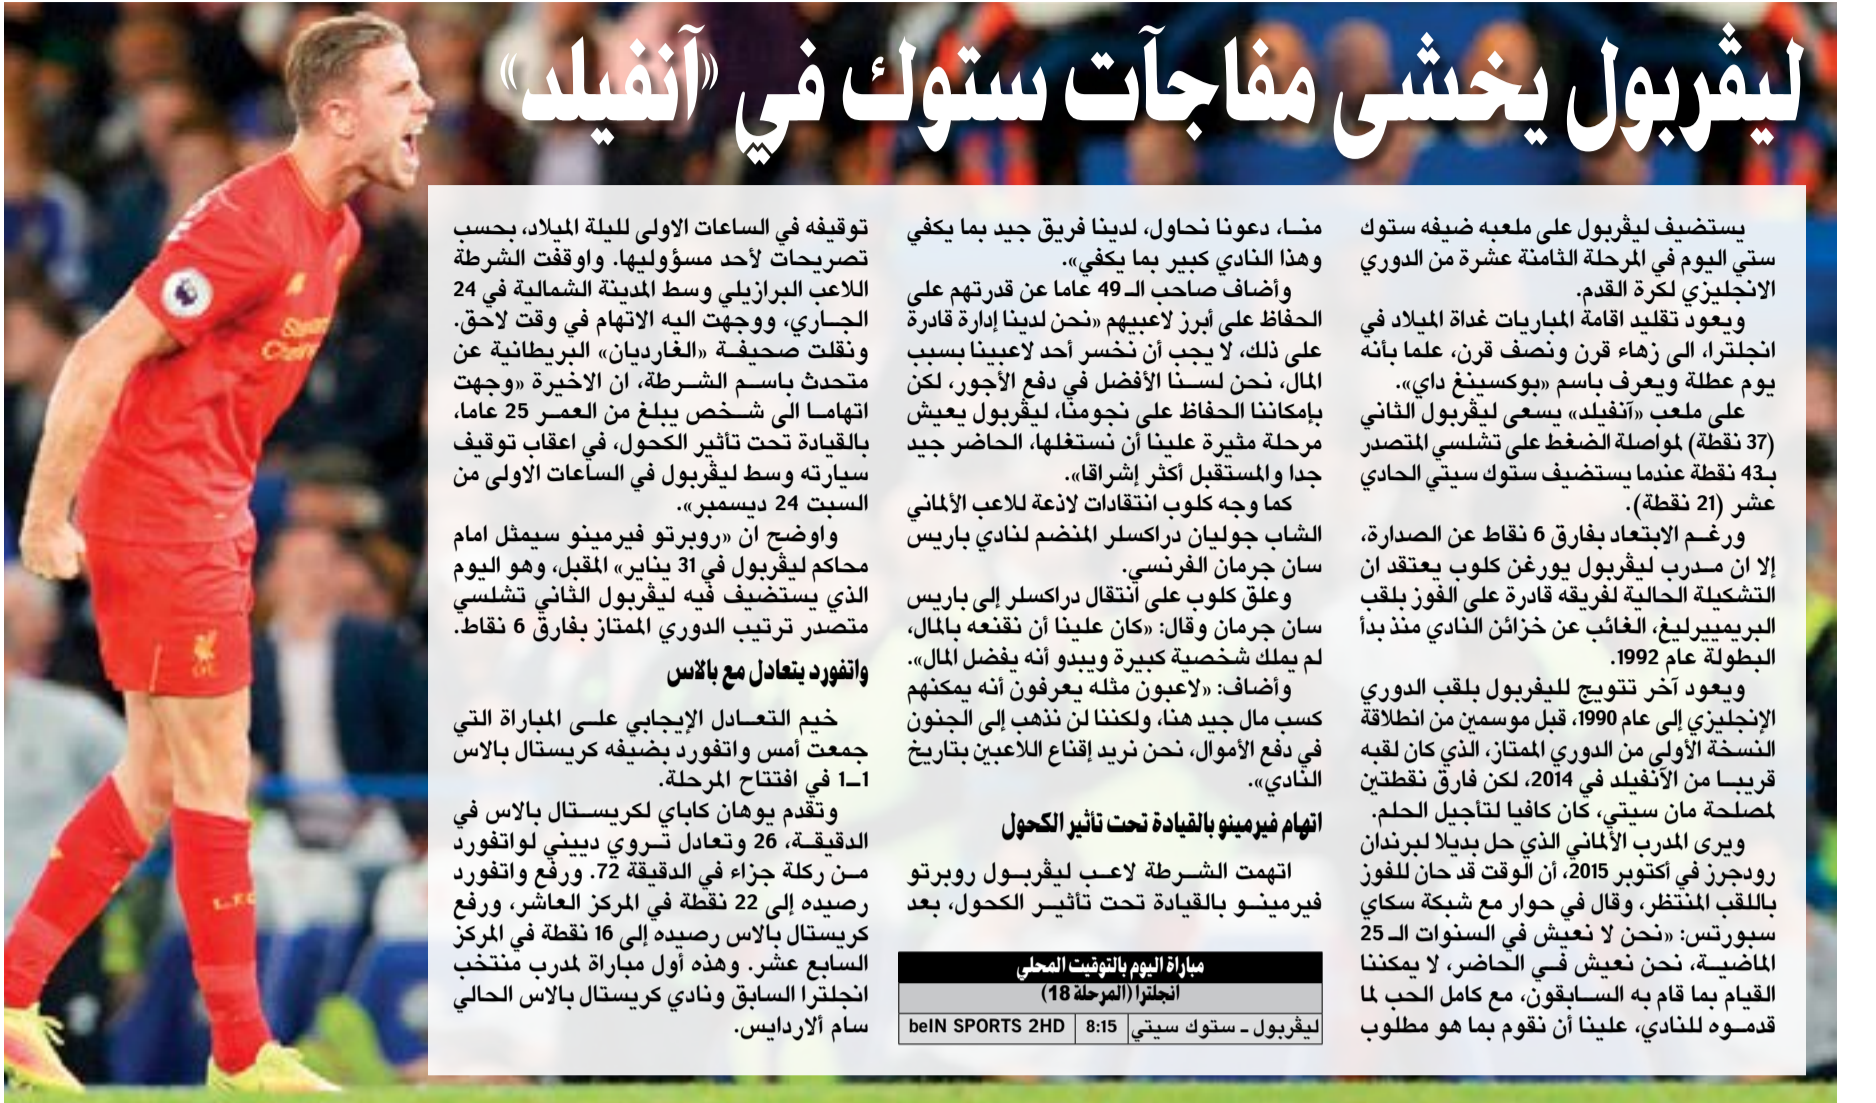 ليڤربول يخشى مفاجآت ستوك في «آنفيلد»
يستضيف ليڤربول على ملعبه ضيفه ستوك
ستي اليوم في المرحلة الثامنة عشرة من الدوري
الانجليزي لكرة القدم.
ويعود تقليد اقامة المباريات غداة الميلاد في
انجلترا، الى زهاء قرن ونصف قرن، علما بأنه
يوم عطلة ويعرف باسم «بوكسينغ داي».
على ملعب «آنفيلد» يسعى ليڤربول الثاني
(37 نقطة) لمواصلة الضغط على تشلسي المتصدر
بـ43 نقطة عندما يستضيف ستوك سيتي الحادي
عشر (21 نقطة).
ورغم الابتعاد بفارق 6 نقاط عن الصدارة،
إلا ان مدرب ليڤربول يورغن كلوب يعتقد ان
التشكيلة الحالية لفريقه قادرة على الفوز بلقب
البريمييرليغ، الغائب عن خزائن النادي منذ بدأ
البطولة عام 1992.
ويعود آخر تتويج لليفربول بلقب الدوري
الإنجليزي إلى عام 1990، قبل موسمين من انطلاقة
النسخة الأولى من الدوري الممتاز، الذي كان لقبه
قريبا من الآنفيلد في 2014، لكن فارق نقطتين
لمصلحة مان سيتي، كان كافيا لتأجيل الحلم.
ويرى المدرب الألماني الذي حل بديلا لبرندان
رودجرز في أكتوبر 2015، أن الوقت قد حان للفوز
باللقب المنتظر، وقال في حوار مع شبكة سكاي
سبورتس: «نحن لا نعيش في السنوات الـ 25
الماضية، نحن نعيش في الحاضر، لا يمكننا
القيام بما قام به السابقون، مع كامل الحب لما
قدموه للنادي، علينا أن نقوم بما هو مطلوب
منا، دعونا نحاول، لدينا فريق جيد بما يكفي
وهذا النادي كبير بما يكفي».
وأضاف صاحب الـ 49 عاما عن قدرتهم على
الحفاظ على أبرز لاعبيهم «نحن لدينا إدارة قادرة
على ذلك، لا يجب أن نخسر أحد لاعبينا بسبب
المال، نحن لسنا الأفضل في دفع الأجور، لكن
بإمكاننا الحفاظ على نجومنا، ليڤربول يعيش
مرحلة مثيرة علينا أن نستغلها، الحاضر جيد
جدا والمستقبل أكثر إشراقا».
كما وجه كلوب انتقادات لاذعة للاعب الألماني
الشاب جوليان دراكسلر المنضم لنادي باريس
سان جرمان الفرنسي.
وعلق كلوب على انتقال دراكسلر إلى باريس
سان جرمان وقال: «كان علينا أن نقنعه بالمال،
لم يملك شخصية كبيرة ويبدو أنه يفضل المال».
وأضاف: «لاعبون مثله يعرفون أنه يمكنهم
كسب مال جيد هنا، ولكننا لن نذهب إلى الجنون
في دفع الأموال، نحن نريد إقناع اللاعبين بتاريخ
النادي».
اتهام فيرمينو بالقيادة تحت تأثير الكحول
اتهمت الشرطة لاعب ليڤربول روبرتو
فيرمينو بالقيادة تحت تأثير الكحول، بعد
مباراة اليوم بالتوقيت المحلي
انجلترا (المرحلة 18)
ليڤربول ـ ستوك سيتي 8:15 beIN SPORTS 2HD
توقيفه في الساعات الاولى لليلة الميلاد، بحسب
تصريحات لأحد مسؤوليها. واوقفت الشرطة
اللاعب البرازيلي وسط المدينة الشمالية في 24
الجاري، ووجهت اليه الاتهام في وقت لاحق.
ونقلت صحيفة «الغارديان» البريطانية عن
متحدث باسم الشرطة، ان الاخيرة «وجهت
اتهاما الى شخص يبلغ من العمر 25 عاما،
بالقيادة تحت تأثير الكحول، في اعقاب توقيف
سيارته وسط ليڤربول في الساعات الاولى من
السبت 24 ديسمبر».
واوضح ان «روبرتو فيرمينو سيمثل امام
محاكم ليڤربول في 31 يناير» المقبل، وهو اليوم
الذي يستضيف فيه ليڤربول الثاني تشلسي
متصدر ترتيب الدوري الممتاز بفارق 6 نقاط.
واتفورد يتعادل مع بالاس
خيم التعادل الإيجابي على المباراة التي
جمعت أمس واتفورد بضيفه كريستال بالاس
1ـ1 في افتتاح المرحلة.
وتقدم يوهان كاباي لكريستال بالاس في
الدقيقة، 26 وتعادل تروي دييني لواتفورد
من ركلة جزاء في الدقيقة 72. ورفع واتفورد
رصيده إلى 22 نقطة في المركز العاشر، ورفع
كريستال بالاس رصيده إلى 16 نقطة في المركز
السابع عشر. وهذه أول مباراة لمدرب منتخب
انجلترا السابق ونادي كريستال بالاس الحالي
سام ألاردايس.